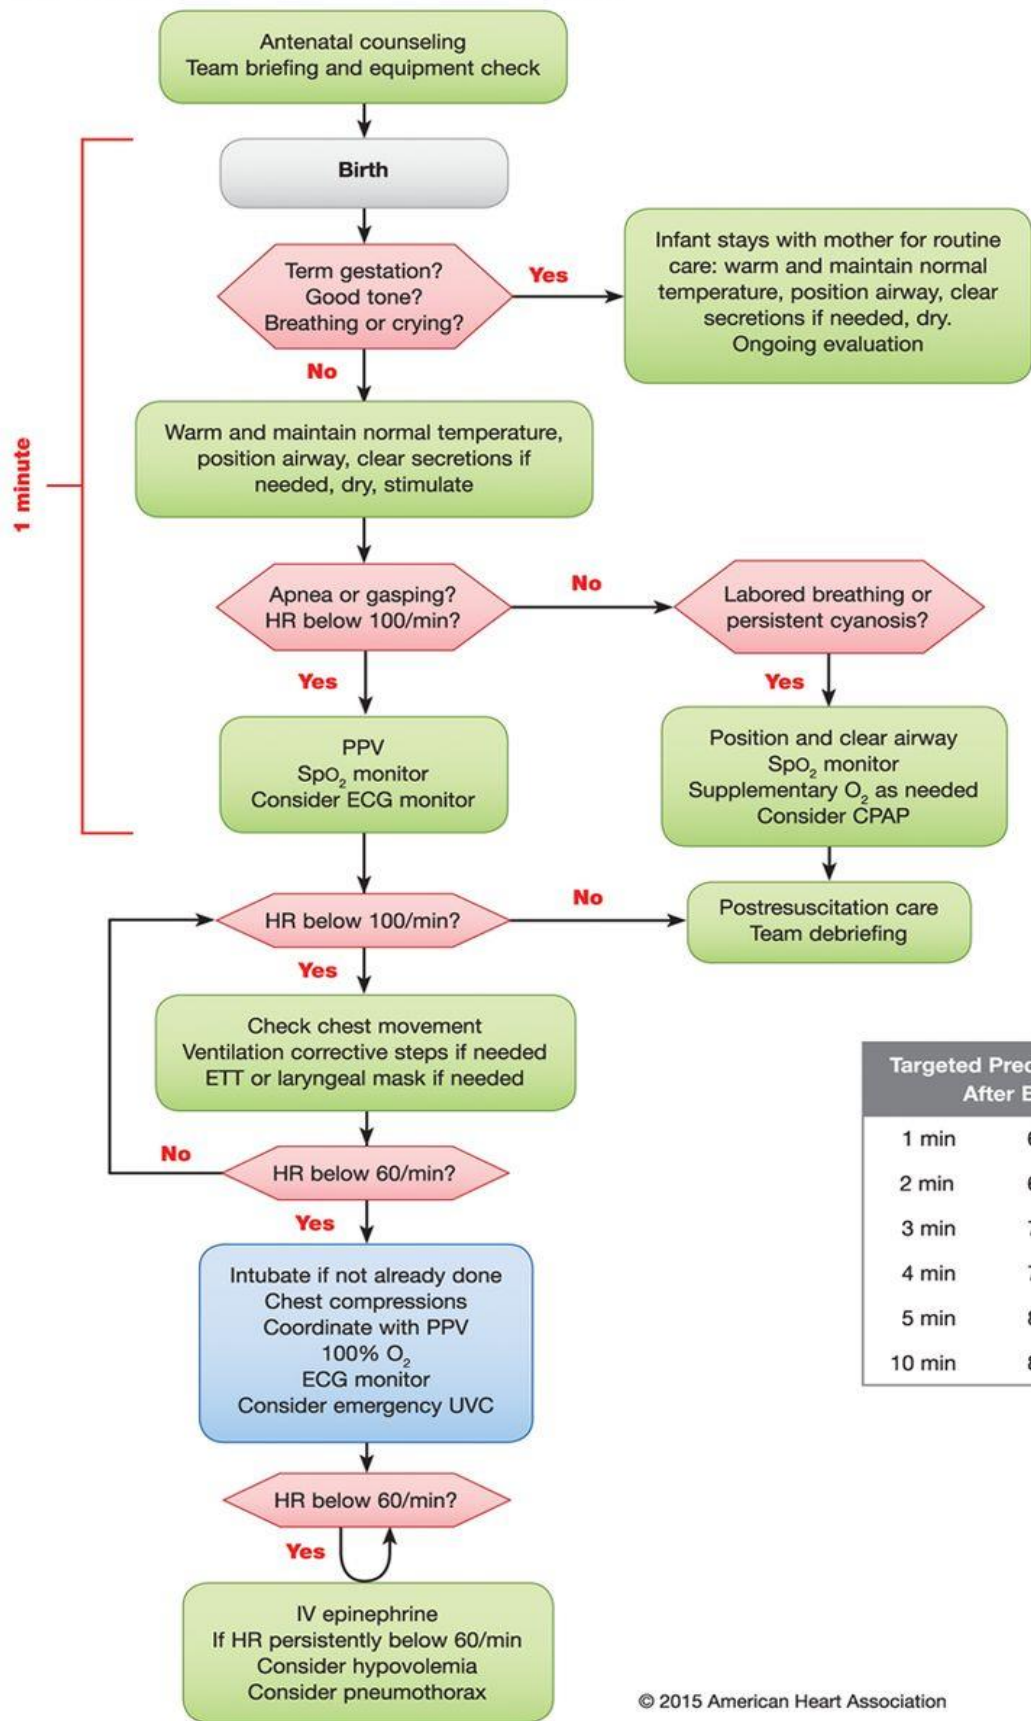 Antenatal counseling
Team briefing and equipment check
Birth
Term gestation?
Good tone?
Breathing or crying?
Yes
Infant stays with mother for routine
care: warm and maintain normal
temperature, position airway, clear
secretions if needed, dry.
Ongoing evaluation
No
1 minute
Warm and maintain normal temperature,
position airway, clear secretions if
needed, dry, stimulate
Apnea or gasping?
HR below 100/min?
No
Labored breathing or
persistent cyanosis?
Yes
Yes
PPV
SpO₂ monitor
Consider ECG monitor
Position and clear airway
SpO₂ monitor
Supplementary O₂ as needed
Consider CPAP
HR below 100/min?
No
Postresuscitation care
Team debriefing
Yes
Check chest movement
Ventilation corrective steps if needed
ETT or laryngeal mask if needed
Targeted
After
1 min
2 min
3 min
4 min
5 min
10 min
No
HR below 60/min?
Yes
Intubate if not already done
Chest compressions
Coordinate with PPV
100% O₂
ECG monitor
Consider emergency UVC
HR below 60/min?
Yes
IV epinephrine
If HR persistently below 60/min
Consider hypovolemia
Consider pneumothorax
© 2015 American Heart Association